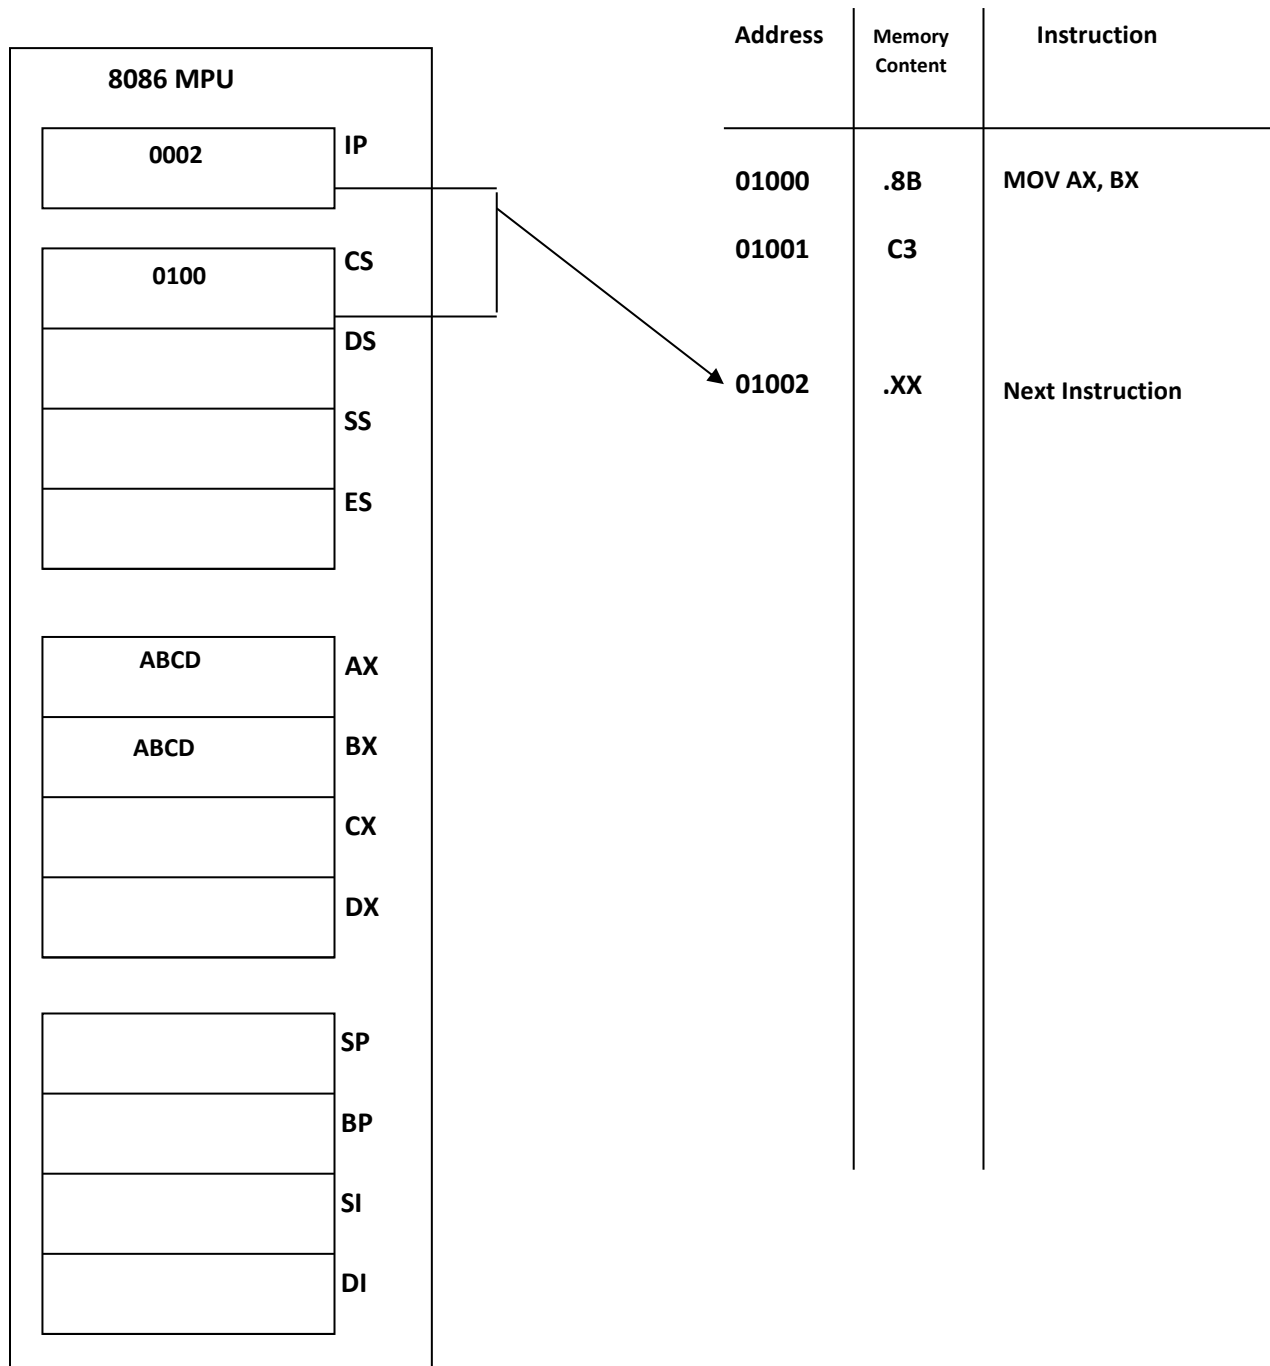 8086 MPU
0002
IP
0100
CS
DS
SS
ES
ABCD
AX
ABCD
BX
CX
DX
SP
BP
SI
DI
Address
Memory
Content
Instruction
01000 .8B MOV AX, BX
01001 C3
01002 .XX Next Instruction